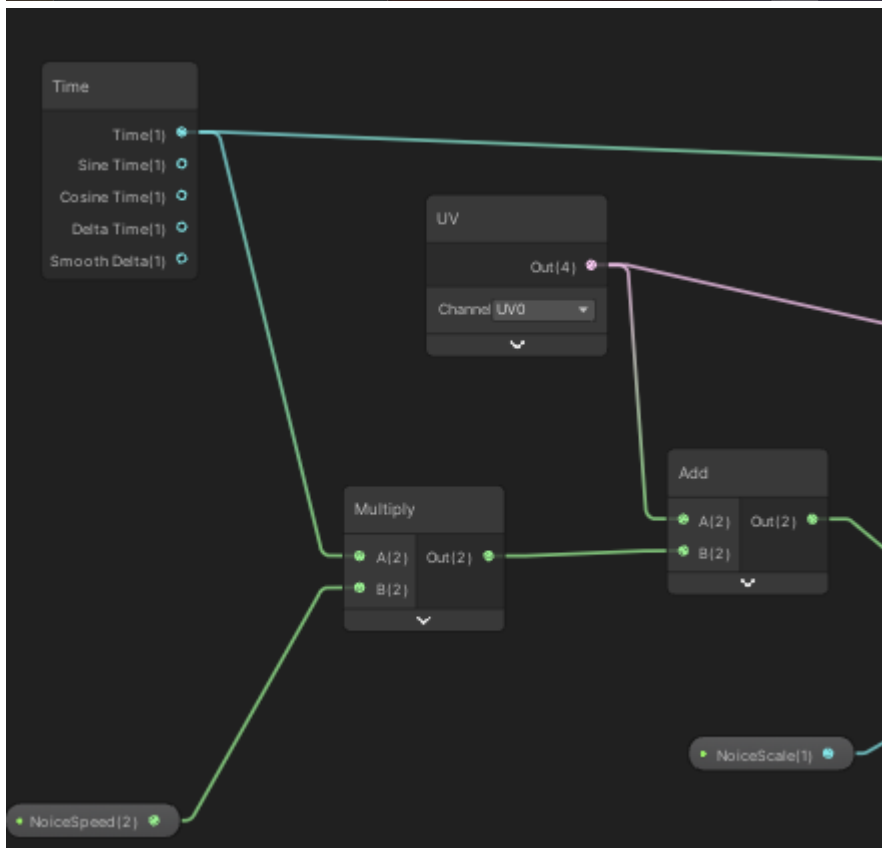 Time
Time(1)
Sine Time(1)
Cosine Time(1)
Delta Time(1)
Smooth Delta(1)
UV
Out(4)
Channel UV0
Multiply
A(2) Out(2)
B(2)
Add
A(2) Out(2)
B(2)
NoiceScale(1)
NoiceSpeed(2)